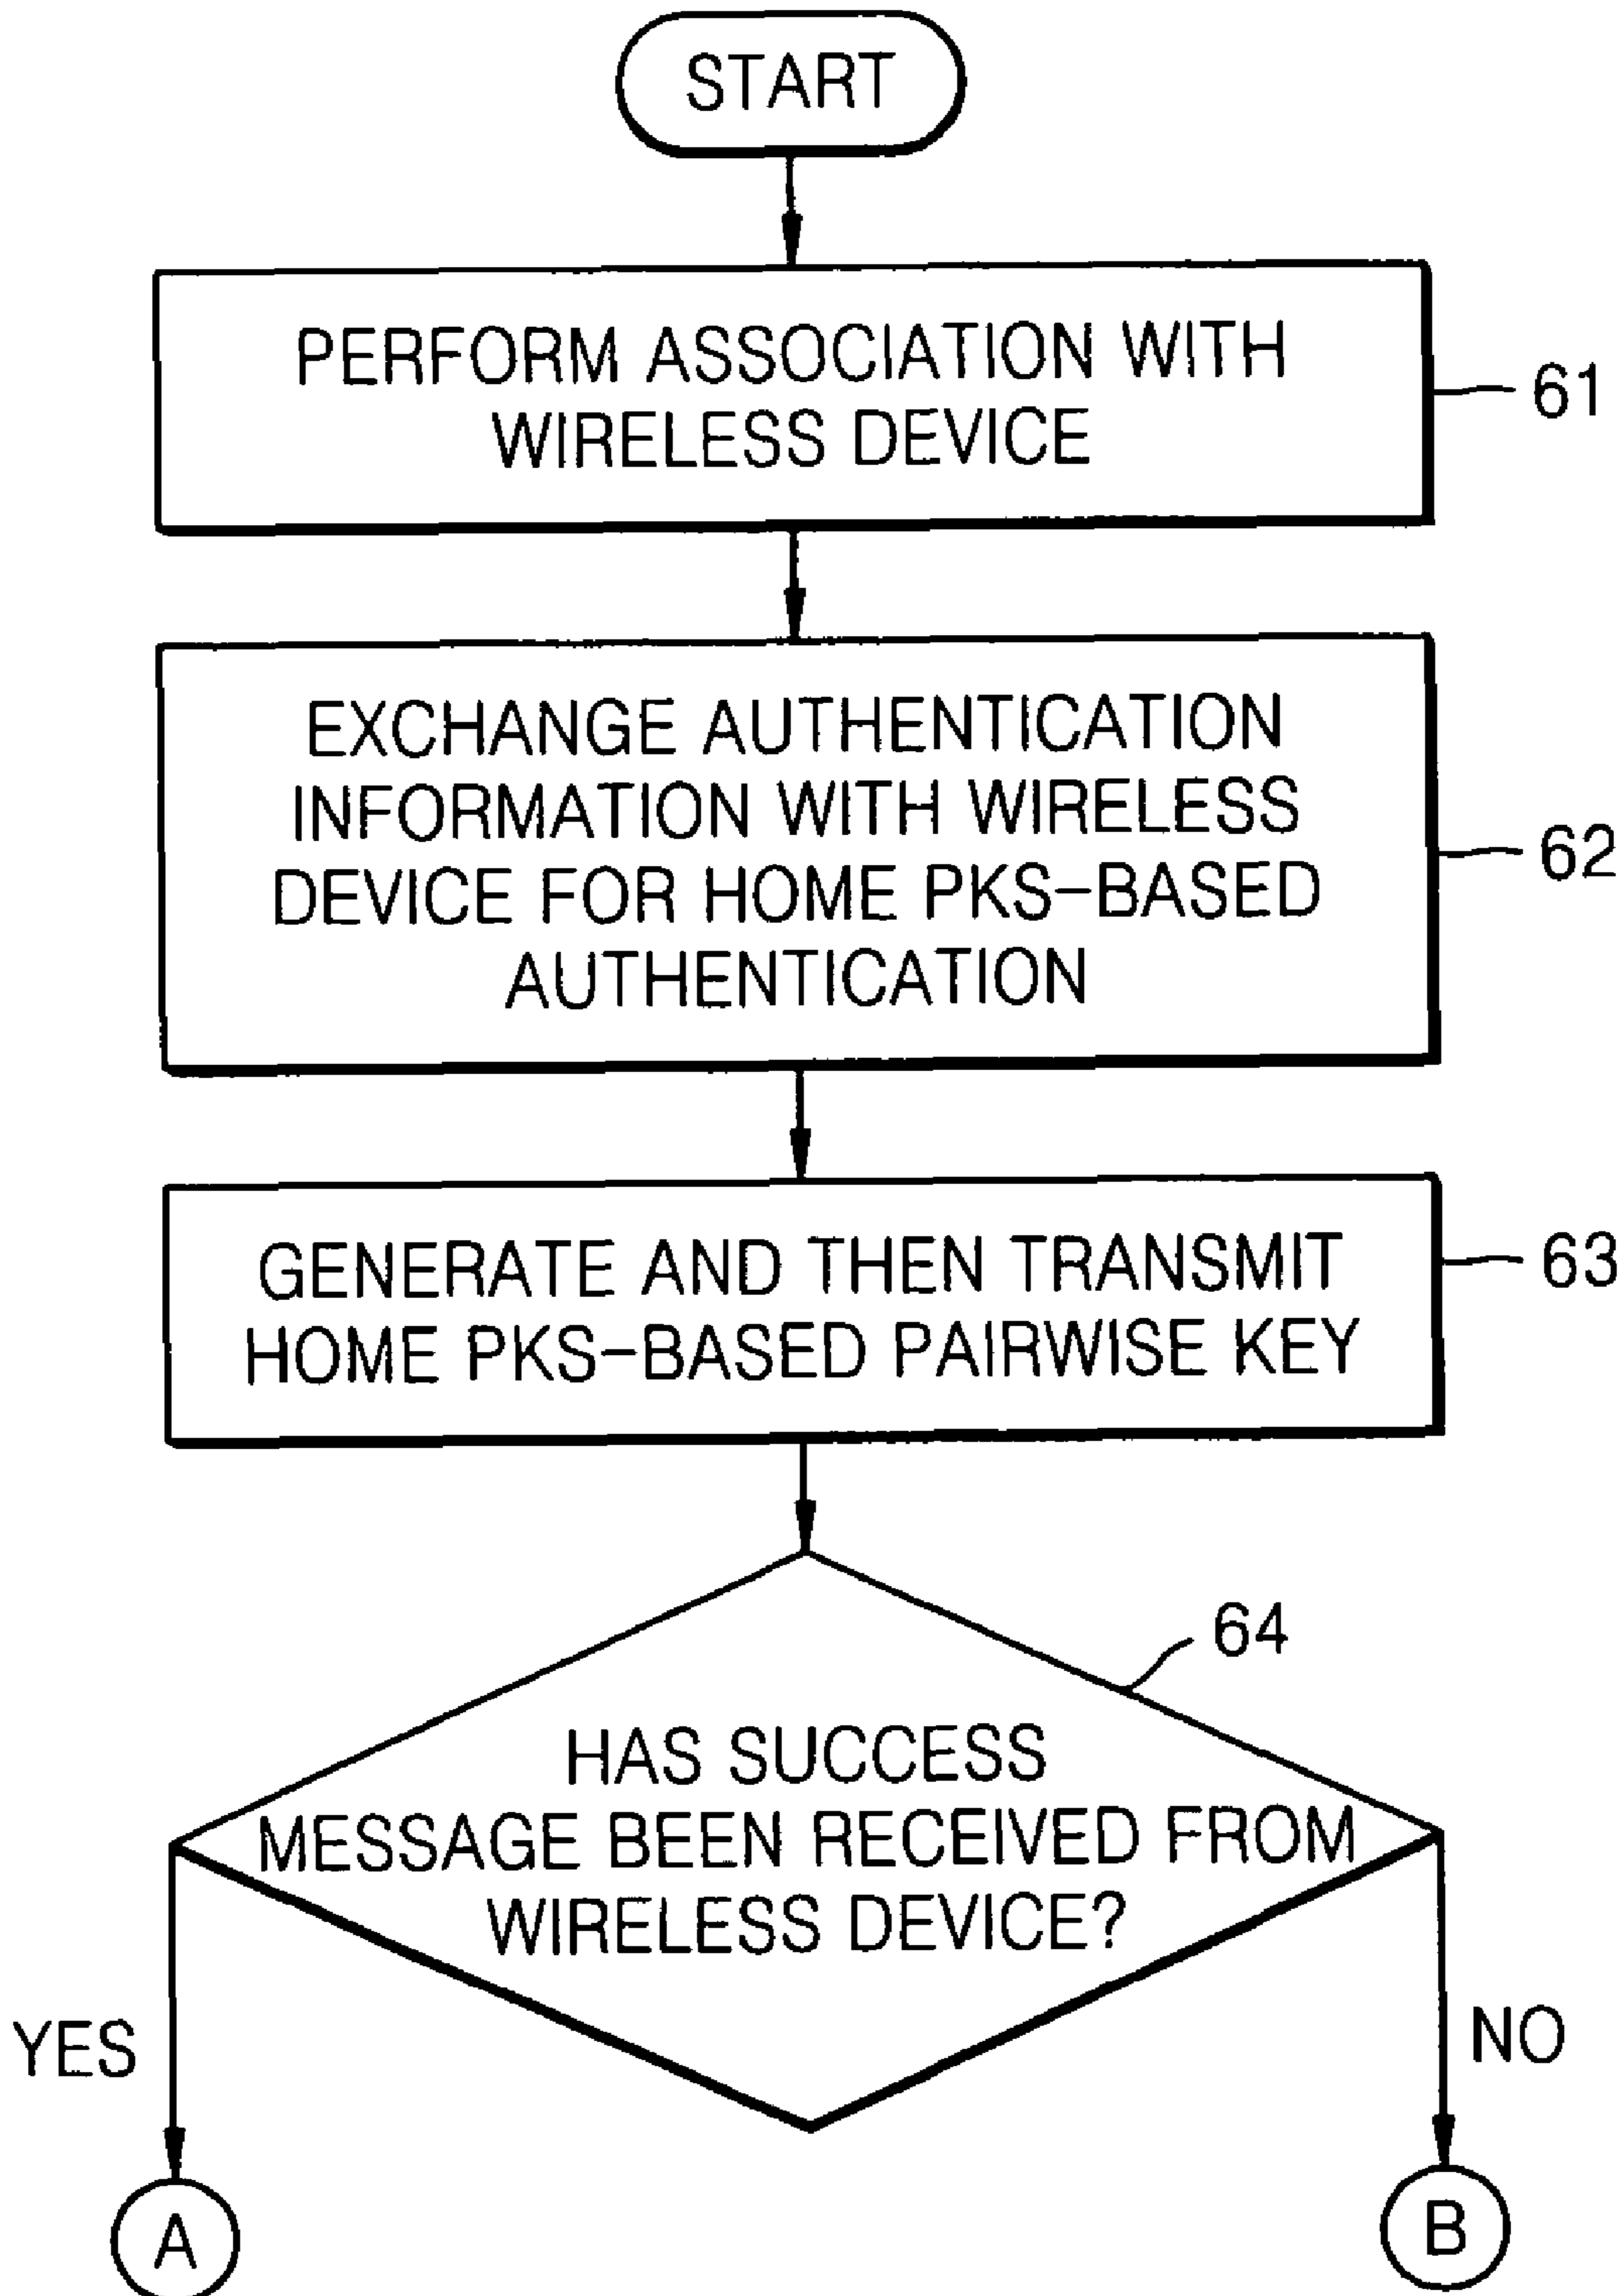 START
PERFORM ASSOCIATION WITH
WIRELESS DEVICE
61
EXCHANGE AUTHENTICATION
INFORMATION WITH WIRELESS
DEVICE FOR HOME PKS-BASED
AUTHENTICATION
62
GENERATE AND THEN TRANSMIT
HOME PKS-BASED PAIRWISE KEY
63
64
HAS SUCCESS
MESSAGE BEEN RECEIVED FROM
WIRELESS DEVICE?
YES
NO
A
B